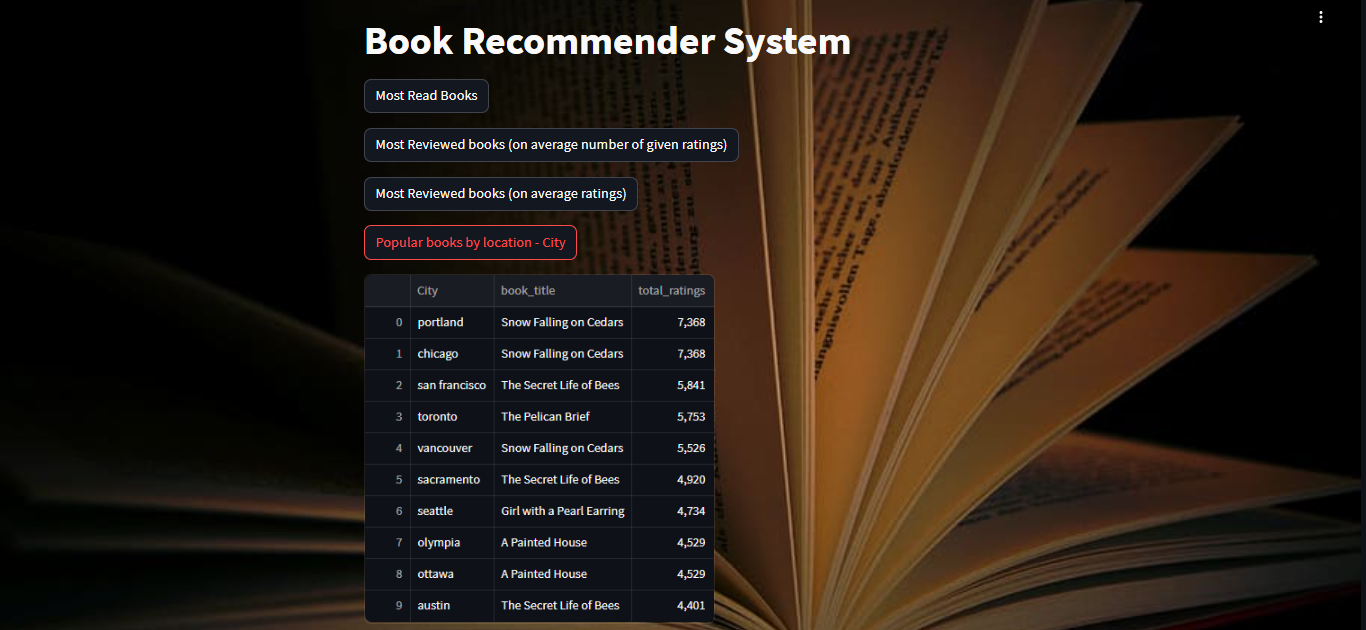 Book Recommender System
Most Read Books
Most Reviewed books (on average number of given ratings)
Most Reviewed books (on average ratings)
Popular books by location - City
City book_title total_ratings
0 portland Snow Falling on Cedars 7,368
1 chicago Snow Falling on Cedars 7,368
2 san francisco The Secret Life of Bees 5,841
3 toronto The Pelican Brief 5,753
4 vancouver Snow Falling on Cedars 5,526
5 sacramento The Secret Life of Bees 4,920
6 seattle Girl with a Pearl Earring 4,734
7 olympia A Painted House 4,529
8 ottawa A Painted House 4,529
9 austin The Secret Life of Bees 4,401